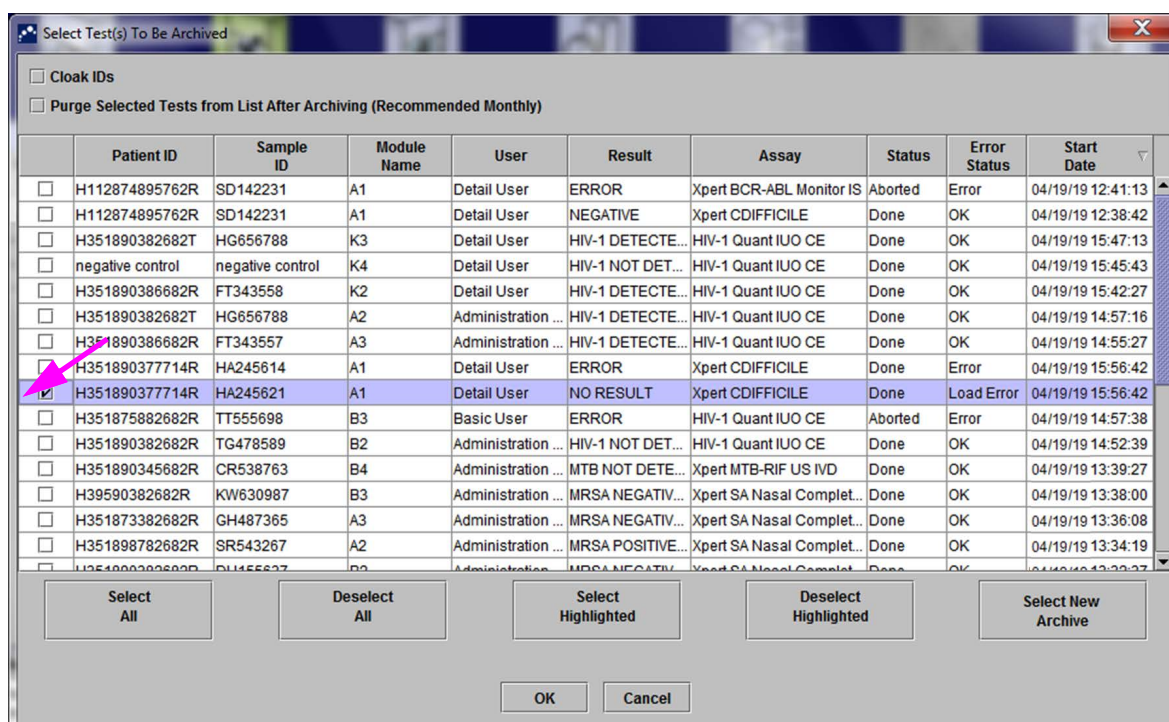 Select Test(s) To Be Archived
Cloak IDs
Purge Selected Tests from List After Archiving (Recommended Monthly)
Patient ID Sample ID Module Name User Result Assay Status Error Status Start Date
H112874895762R SD142231 A1 Detail User ERROR Xpert BCR-ABL Monitor IS Aborted Error 04/19/19 12:41:13
H112874895762R SD142231 A1 Detail User NEGATIVE Xpert CDIFFICILE Done OK 04/19/19 12:38:42
H351890382682T HG656788 K3 Detail User HIV-1 DETECTE... HIV-1 Quant IUO CE Done OK 04/19/19 15:47:13
negative control negative control K4 Detail User HIV-1 NOT DET... HIV-1 Quant IUO CE Done OK 04/19/19 15:45:43
H351890386682R FT343558 K2 Detail User HIV-1 DETECTE... HIV-1 Quant IUO CE Done OK 04/19/19 15:42:27
H351890382682T HG656788 A2 Administration ... HIV-1 DETECTE... HIV-1 Quant IUO CE Done OK 04/19/19 14:57:16
H351890386682R FT343557 A3 Administration ... HIV-1 DETECTE... HIV-1 Quant IUO CE Done OK 04/19/19 14:55:27
H351890377714R HA245614 A1 Detail User ERROR Xpert CDIFFICILE Done Error 04/19/19 15:56:42
H351890377714R HA245621 A1 Detail User NO RESULT Xpert CDIFFICILE Done Load Error 04/19/19 15:56:42
H351875882682R TT555698 B3 Basic User ERROR HIV-1 Quant IUO CE Aborted Error 04/19/19 14:57:38
H351890382682R TG478589 B2 Administration ... HIV-1 NOT DET... HIV-1 Quant IUO CE Done OK 04/19/19 14:52:39
H351890345682R CR538763 B4 Administration ... MTB NOT DETE... Xpert MTB-RIF US IVD Done OK 04/19/19 13:39:27
H39590382682R KW630987 B3 Administration ... MRSA NEGATIV... Xpert SA Nasal Complet... Done OK 04/19/19 13:38:00
H351873382682R GH487365 A3 Administration ... MRSA NEGATIV... Xpert SA Nasal Complet... Done OK 04/19/19 13:36:08
H351898782682R SR543267 A2 Administration ... MRSA POSITIVE... Xpert SA Nasal Complet... Done OK 04/19/19 13:34:19
Select All Deselect All Select Highlighted Deselect Highlighted Select New Archive
OK Cancel